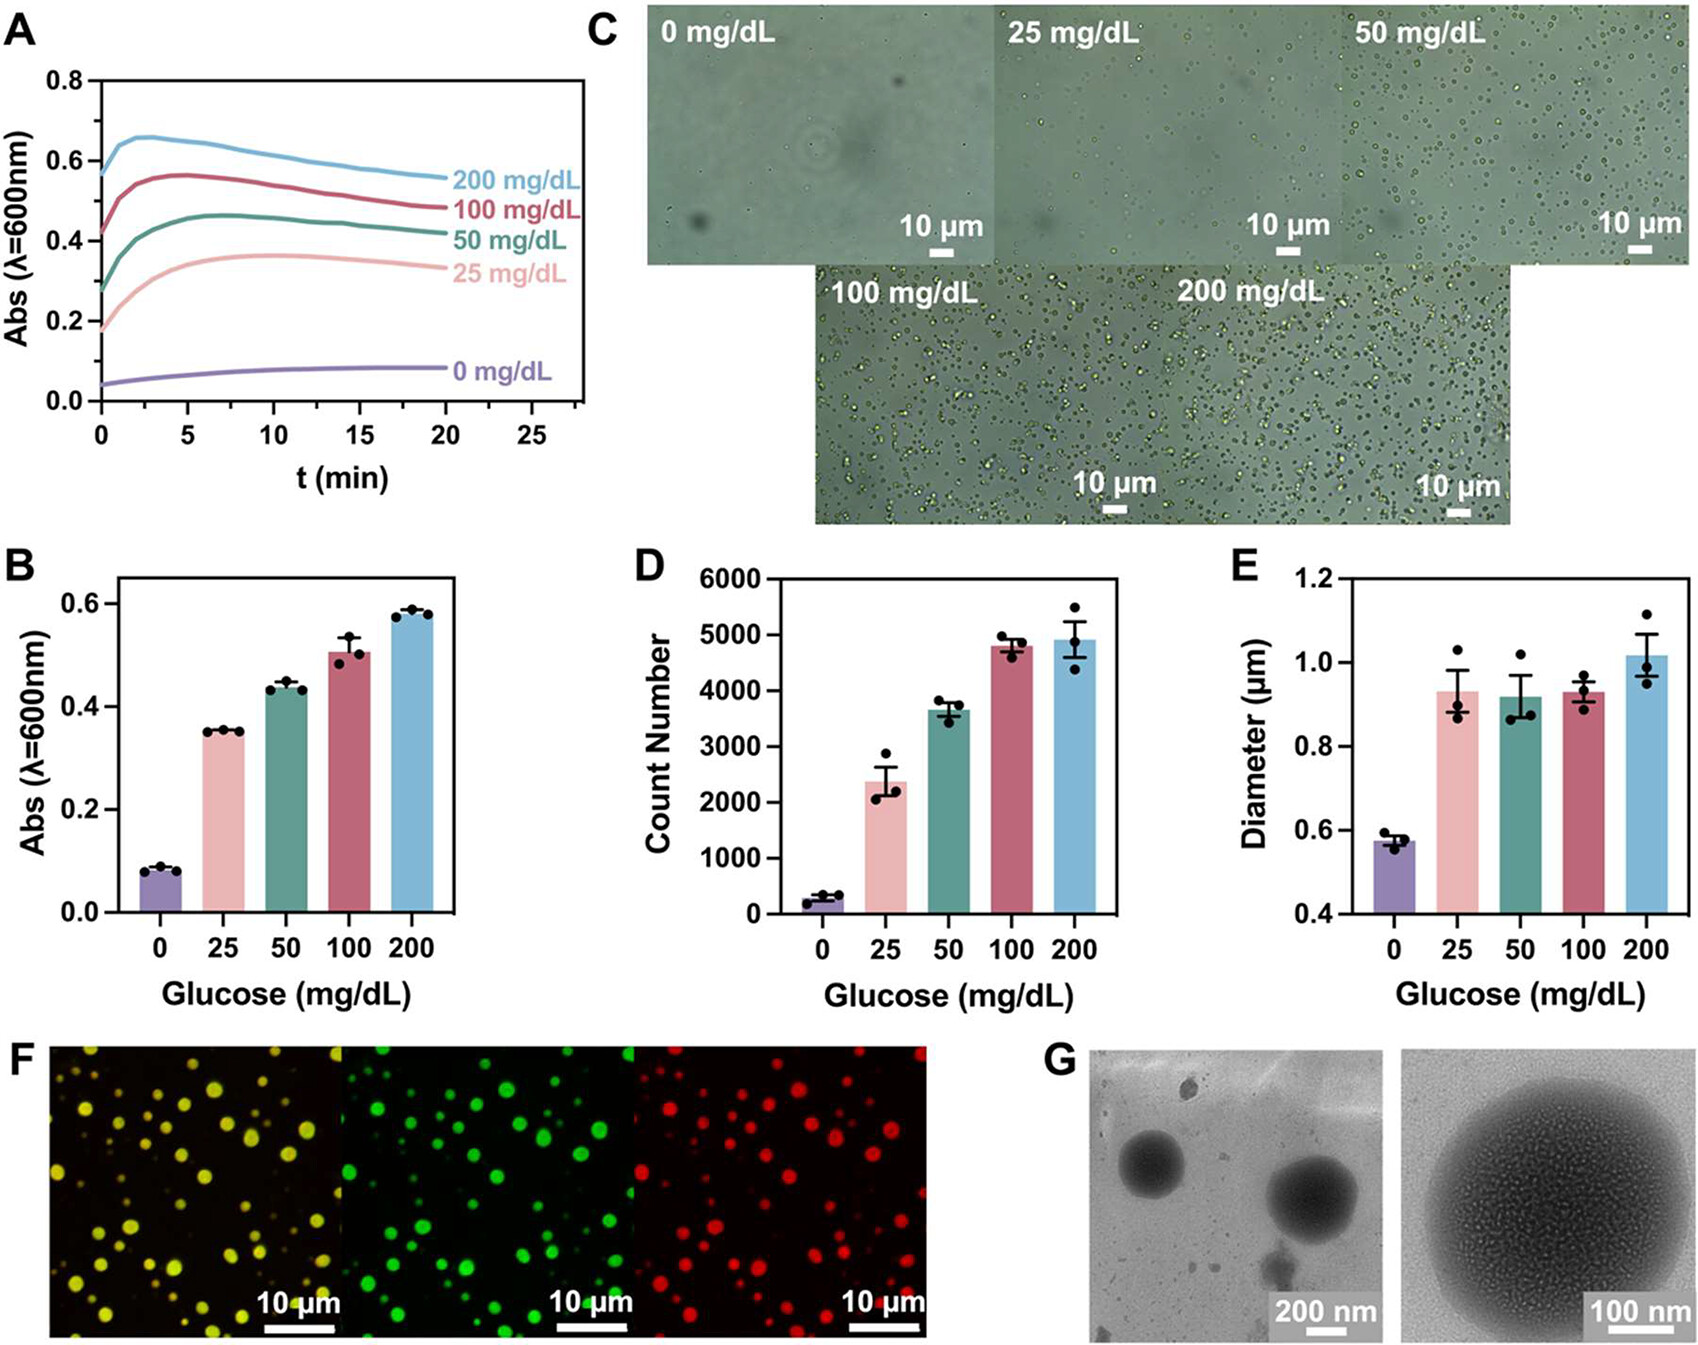 A
0.8
0.6
0.4
0.2
0.0
Abs (λ=600nm)
200 mg/dL
100 mg/dL
50 mg/dL
25 mg/dL
0 mg/dL
0 5 10 15 20 25
t (min)
C
0 mg/dL
10 µm
25 mg/dL
10 µm
50 mg/dL
10 µm
100 mg/dL
10 µm
200 mg/dL
10 µm
B
0.6
0.4
0.2
0.0
Abs (λ=600nm)
0 25 50 100 200
Glucose (mg/dL)
D
6000
5000
4000
3000
2000
1000
0
Count Number
0 25 50 100 200
Glucose (mg/dL)
E
1.2
1.0
0.8
0.6
0.4
Diameter (µm)
0 25 50 100 200
Glucose (mg/dL)
F
10 µm
10 µm
10 µm
G
200 nm
100 nm